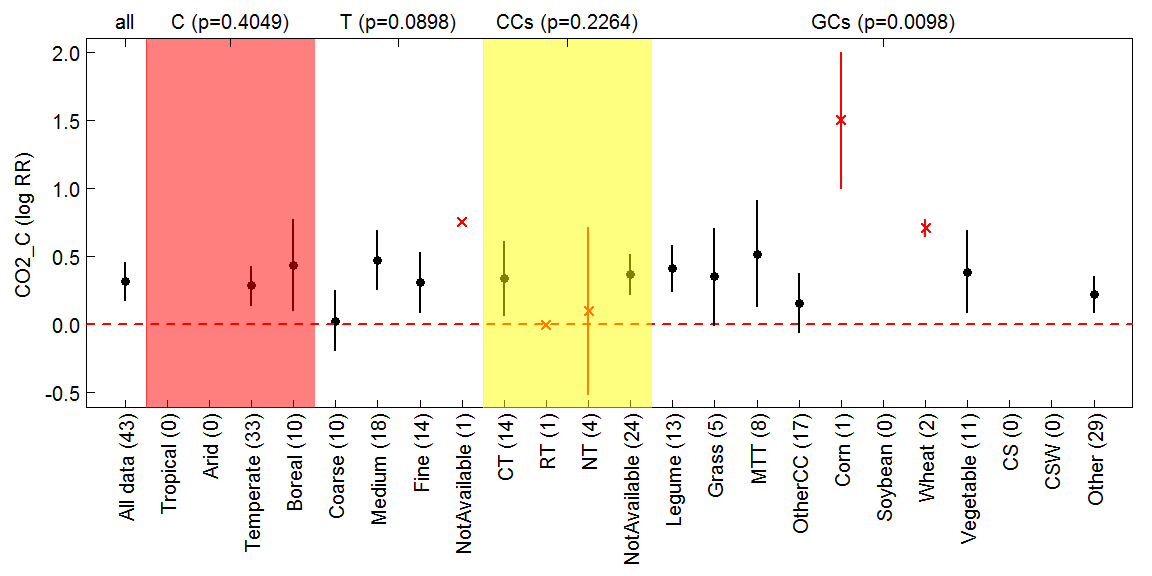 all C (p=0.4049) T (p=0.0898) CCs (p=0.2264) GCs (p=0.0098)
CO2_C (log RR)
2.0
1.5
1.0
0.5
0.0
-0.5
All data (43)
Tropical (0)
Arid (0)
Temperate (33)
Boreal (10)
Coarse (10)
Medium (18)
Fine (14)
NotAvailable (1)
CT (14)
RT (1)
NT (4)
NotAvailable (24)
Legume (13)
Grass (5)
MTT (8)
OtherCC (17)
Corn (1)
Soybean (0)
Wheat (2)
Vegetable (11)
CS (0)
CSW (0)
Other (29)